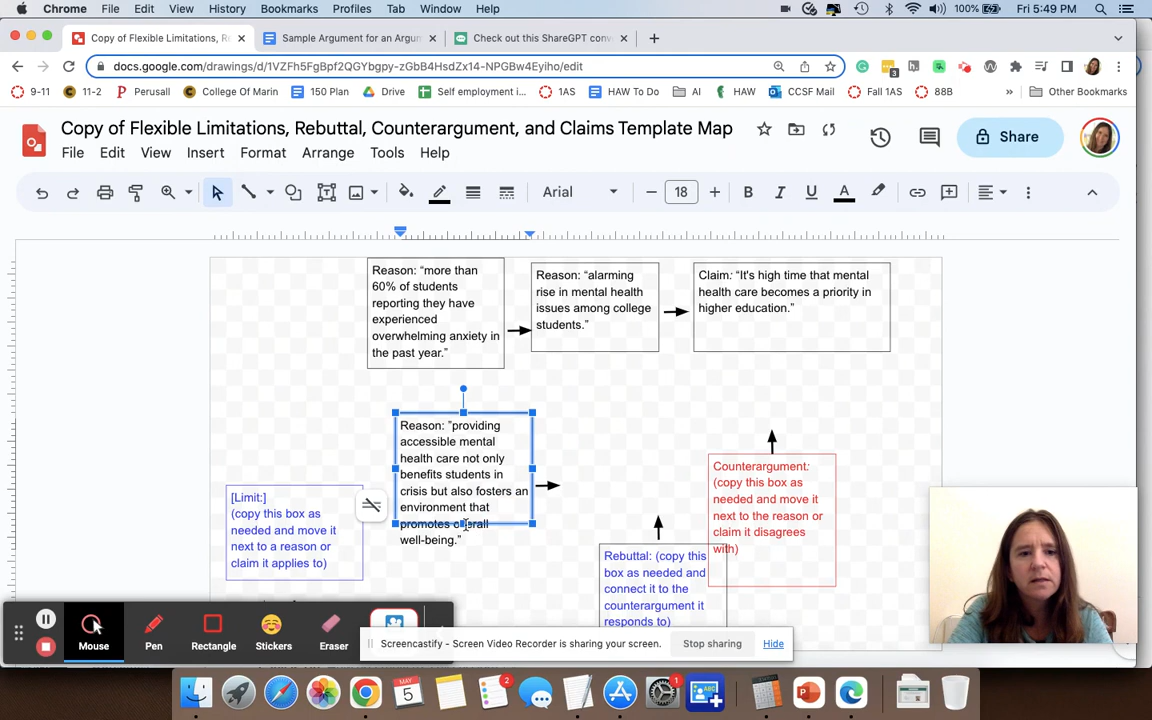 Chrome File Edit View History Bookmarks Profiles Tab Window Help 100% Fri 5:49 PM
Copy of Flexible Limitations, R
Sample Argument for an Argun
Check out this ShareGPT conv
docs.google.com/drawings/d/1VZFh5FgBpf2QGYbgpy-zGbB4HsdZx14-NPGBw4Eyiho/edit
3
9-11 11-2 Perusall College Of Marin 150 Plan Drive Self employment i 1AS HAW To Do AI HAW CCSF Mail Fall 1AS 88B » Other Bookmarks
Copy of Flexible Limitations, Rebuttal, Counterargument, and Claims Template Map
Share
File Edit View Insert Format Arrange Tools Help
Arial 18 B I U A
Reason: “more than
60% of students
reporting they have
experienced
overwhelming anxiety in
the past year.”
Reason: “alarming
rise in mental health
issues among college
students.”
Claim: “It's high time that mental
health care becomes a priority in
higher education.”
Reason: “providing
accessible mental
health care not only
benefits students in
crisis but also fosters an
environment that
promotes overall
well-being.”
[Limit:]
(copy this box as
needed and move it
next to a reason or
claim it applies to)
Counterargument:
(copy this box as
needed and move it
next to the reason or
claim it disagrees
with)
Rebuttal: (copy this
box as needed and
connect it to the
counterargument it
responds to)
Mouse Pen Rectangle Stickers Eraser
Screencastify - Screen Video Recorder is sharing your screen. Stop sharing Hide
MAY
5
2
1
ABC